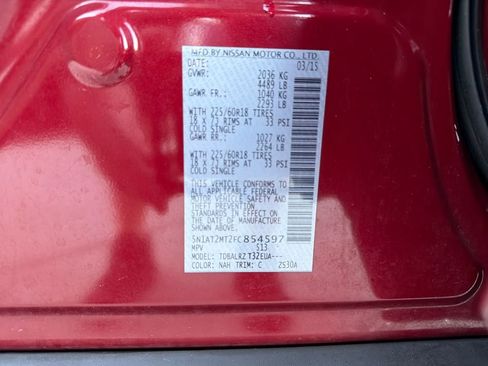 MFD BY NISSAN MOTOR CO., LTD.
DATE: 03/15
GVWR: 2036 KG
4489 LB
GAWR FR.: 1040 KG
2293 LB
WITH 225/60R18 TIRES
18 X 7J RIMS AT 33 PSI
COLD SINGLE
GAWR RR.: 1027 KG
2264 LB
WITH 225/60R18 TIRES
18 X 7J RIMS AT 33 PSI
COLD SINGLE
THIS VEHICLE CONFORMS TO
ALL APPLICABLE FEDERAL
MOTOR VEHICLE SAFETY AND
STANDARDS IN EFFECT ON
THE DATE OF MANUFACTURE
SHOWN ABOVE.
5N1AT2MT2FC854597
MPV S13
MODEL: TDBALRZ T32EUA---
COLOR: NAH TRIM: C 2530A